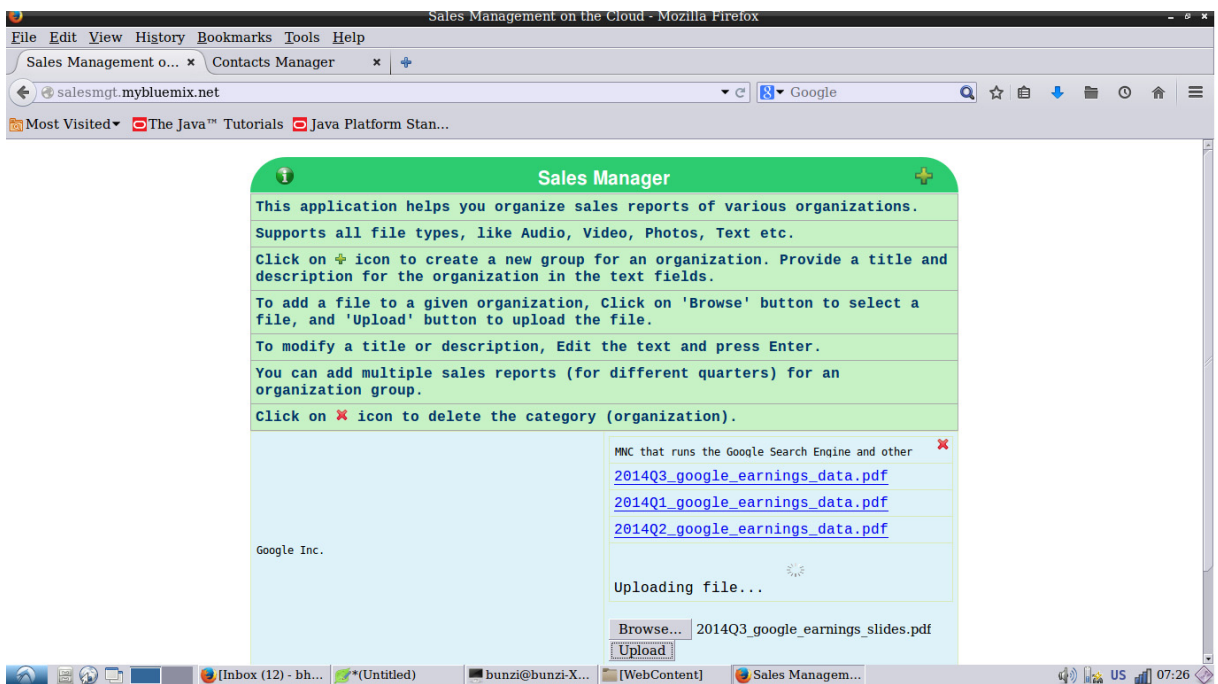 Sales Management on the Cloud - Mozilla Firefox
File Edit View History Bookmarks Tools Help
Sales Management o... Contacts Manager
salesmgt.mybluemix.net Google
Most Visited The Java™ Tutorials Java Platform Stan...
Sales Manager
This application helps you organize sales reports of various organizations.
Supports all file types, like Audio, Video, Photos, Text etc.
Click on icon to create a new group for an organization. Provide a title and
description for the organization in the text fields.
To add a file to a given organization, Click on 'Browse' button to select a
file, and 'Upload' button to upload the file.
To modify a title or description, Edit the text and press Enter.
You can add multiple sales reports (for different quarters) for an
organization group.
Click on icon to delete the category (organization).
MNC that runs the Google Search Engine and other
2014Q3_google_earnings_data.pdf
2014Q1_google_earnings_data.pdf
2014Q2_google_earnings_data.pdf
Google Inc.
Uploading file...
Browse... 2014Q3_google_earnings_slides.pdf
Upload
[Inbox (12) - bh... *(Untitled) bunzi@bunzi-X... [WebContent] Sales Managem... US 07:26